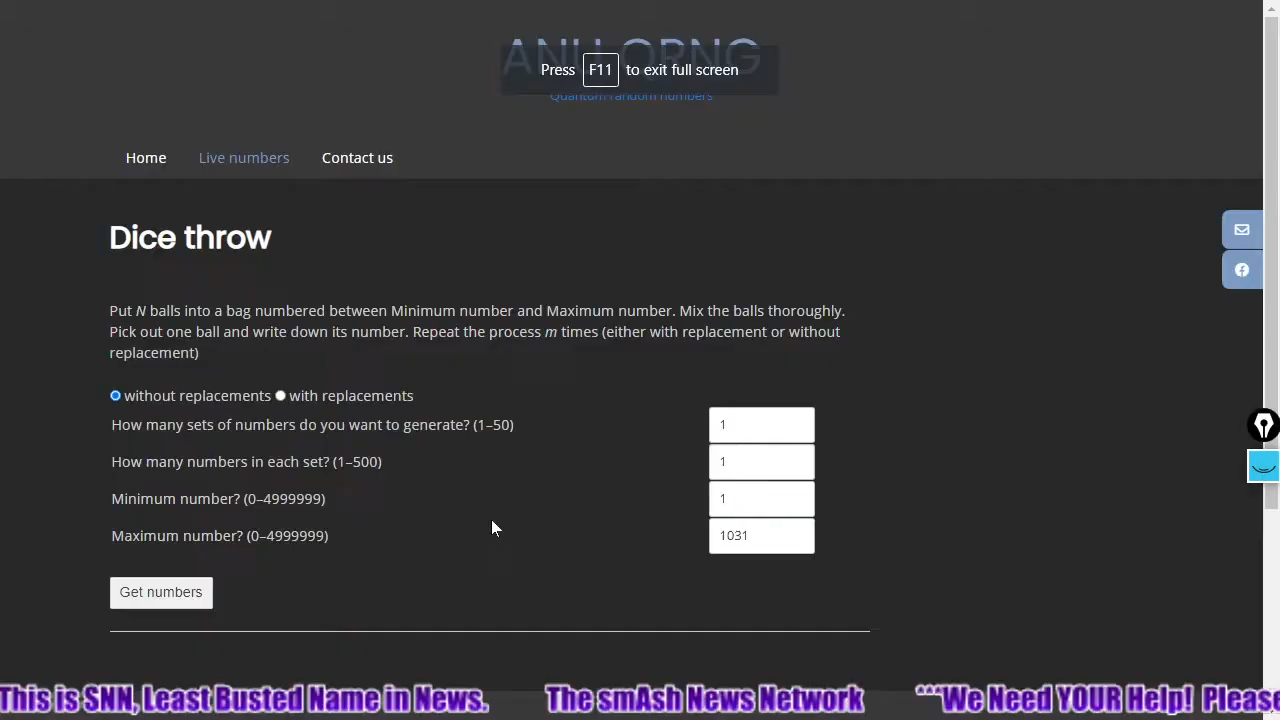 ANU QRNG
Press F11 to exit full screen
Quantum random numbers
Home Live numbers Contact us
Dice throw
Put N balls into a bag numbered between Minimum number and Maximum number. Mix the balls thoroughly.
Pick out one ball and write down its number. Repeat the process m times (either with replacement or without
replacement)
without replacements with replacements
How many sets of numbers do you want to generate? (1–50) 1
How many numbers in each set? (1–500) 1
Minimum number? (0–4999999) 1
Maximum number? (0–4999999) 1031
Get numbers
This is SNN, Least Busted Name in News. The smAsh News Network ***We Need YOUR Help! Please